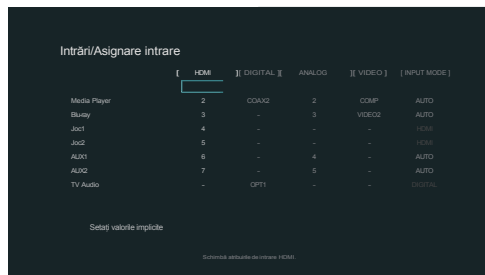 Intrări/Asignare intrare
[ HDMI ][ DIGITAL ][ ANALOG ][ VIDEO ] [ INPUT MODE ]
Media Player 2 COAX2 2 COMP AUTO
Blu-ray 3 - 3 VIDEO2 AUTO
Joc1 4 - - - HDMI
Joc2 5 - - - HDMI
AUX1 6 - 4 - AUTO
AUX2 7 - 5 - AUTO
TV Audio - OPT1 - - DIGITAL
Setați valorile implicite
Schimbă atribuirile de intrare HDMI.